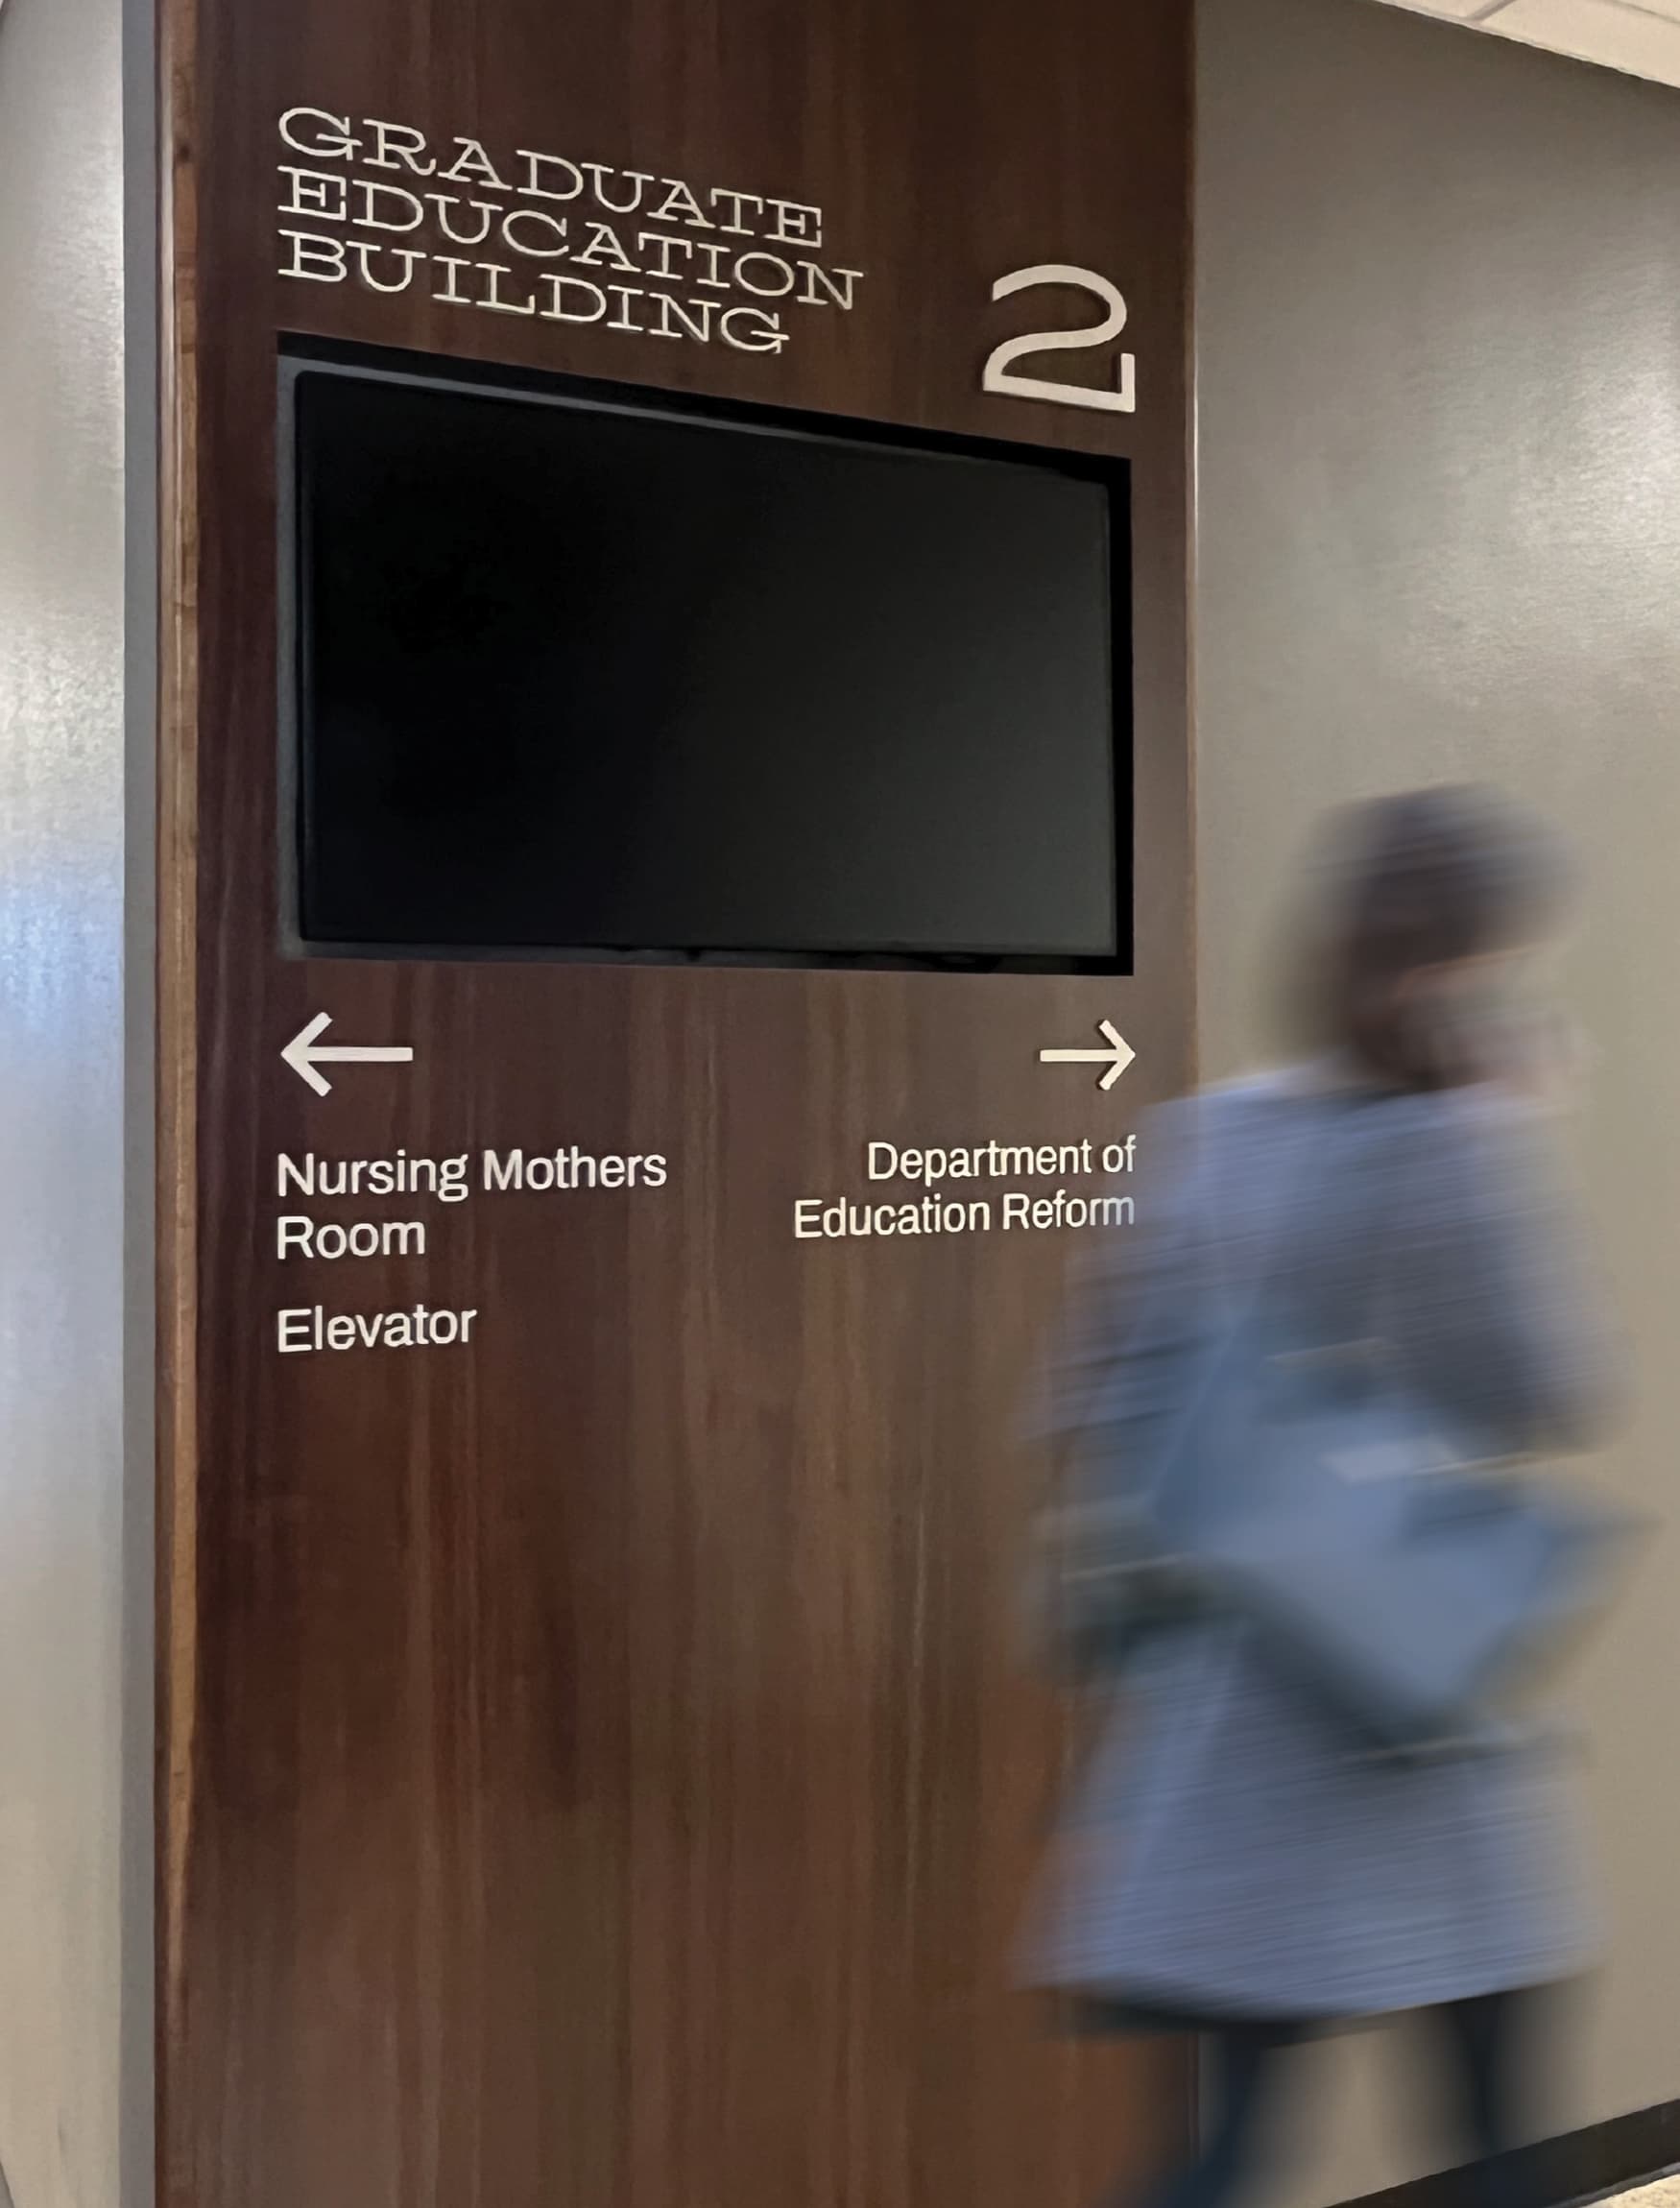 GRADUATE
EDUCATION
BUILDING
2
Nursing Mothers
Room
Elevator
Department of
Education Reform